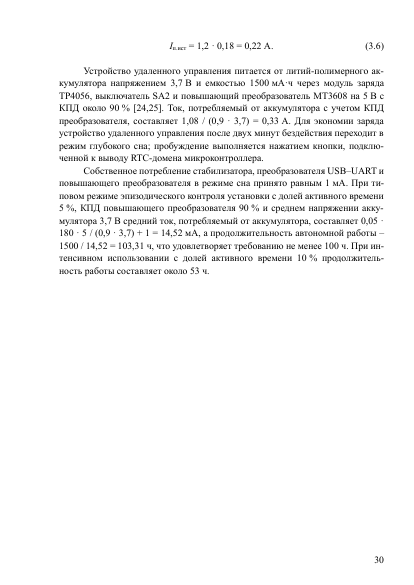 Iп.ист = 1,2 · 0,18 = 0,22 А. (3.6)
Устройство удаленного управления питается от литий-полимерного ак-
кумулятора напряжением 3,7 В и емкостью 1500 мА·ч через модуль заряда
TP4056, выключатель SA2 и повышающий преобразователь MT3608 на 5 В с
КПД около 90 % [24,25]. Ток, потребляемый от аккумулятора с учетом КПД
преобразователя, составляет 1,08 / (0,9 · 3,7) = 0,33 А. Для экономии заряда
устройство удаленного управления после двух минут бездействия переходит в
режим глубокого сна; пробуждение выполняется нажатием кнопки, подклю-
ченной к выводу RTC-домена микроконтроллера.
Собственное потребление стабилизатора, преобразователя USB–UART и
повышающего преобразователя в режиме сна принято равным 1 мА. При ти-
повом режиме эпизодического контроля установки с долей активного времени
5 %, КПД повышающего преобразователя 90 % и среднем напряжении акку-
мулятора 3,7 В средний ток, потребляемый от аккумулятора, составляет 0,05 ·
180 · 5 / (0,9 · 3,7) + 1 = 14,52 мА, а продолжительность автономной работы –
1500 / 14,52 = 103,31 ч, что удовлетворяет требованию не менее 100 ч. При ин-
тенсивном использовании с долей активного времени 10 % продолжитель-
ность работы составляет около 53 ч.
30